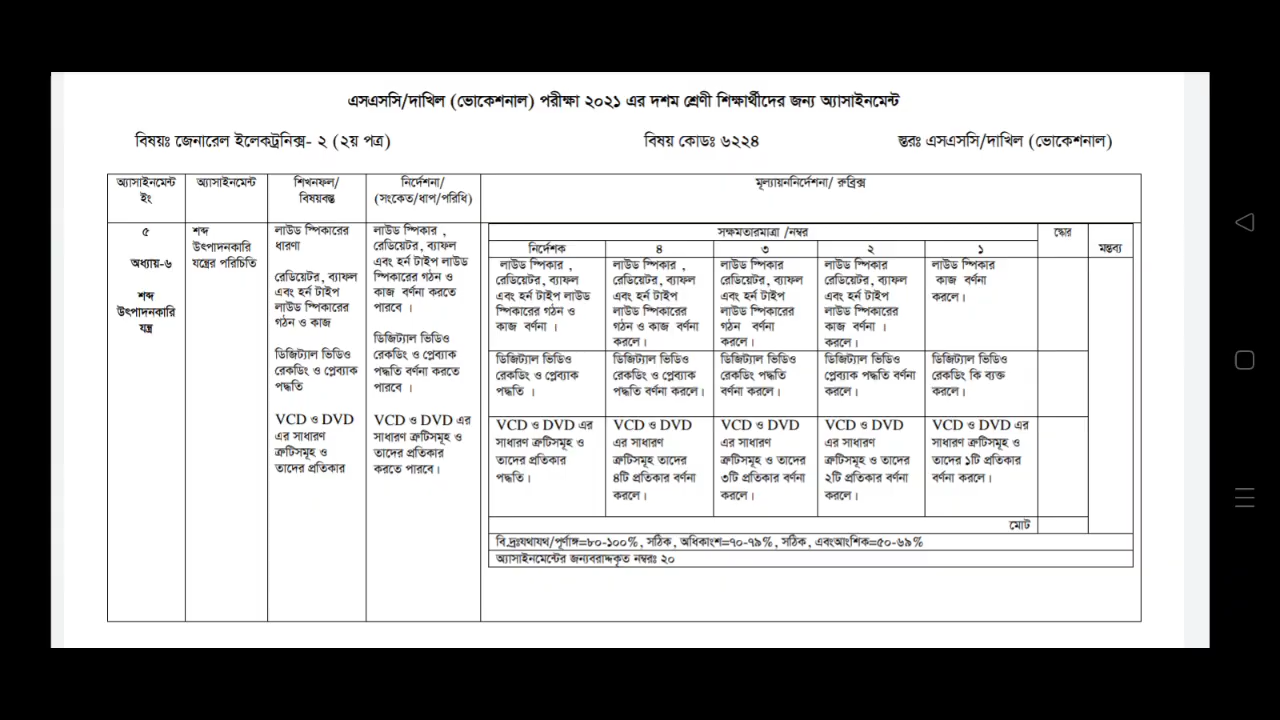 এসএসসি/দাখিল (ভোকেশনাল) পরীক্ষা ২০২১ এর দশম শ্রেণী শিক্ষার্থীদের জন্য অ্যাসাইনমেন্ট
বিষয়ঃ জেনারেল ইলেকট্রনিক্স- ২ (২য় পত্র)
বিষয় কোডঃ ৬২২৪
স্তরঃ এসএসসি/দাখিল (ভোকেশনাল)
অ্যাসাইনমেন্ট
ইং
অ্যাসাইনমেন্ট
শিখনফল/
বিষয়বস্তু
নির্দেশনা/
(সংকেত/ধাপ/পরিধি)
মূল্যায়ননির্দেশনা/ রুব্রিক্স
৫
অধ্যায়-৬
শব্দ
উৎপাদনকারি
যন্ত্র
শব্দ
উৎপাদনকারি
যন্ত্রের পরিচিতি
লাউড স্পিকারের
ধারণা
রেডিয়েটর, ব্যাফল
এবং হর্ন টাইপ
লাউড স্পিকারের
গঠন ও কাজ
ডিজিট্যাল ভিডিও
রেকডিং ও প্লেব্যাক
পদ্ধতি
VCD ও DVD
এর সাধারণ
ত্রুটিসমূহ ও
তাদের প্রতিকার
লাউড স্পিকার ,
রেডিয়েটর, ব্যাফল
এবং হর্ন টাইপ লাউড
স্পিকারের গঠন ও
কাজ বর্ণনা করতে
পারবে ।
ডিজিট্যাল ভিডিও
রেকডিং ও প্লেব্যাক
পদ্ধতি বর্ণনা করতে
পারবে ।
VCD ও DVD এর
সাধারণ ত্রুটিসমূহ ও
তাদের প্রতিকার
করতে পারবে।
সক্ষমতারমাত্রা /নম্বর
স্কোর
মন্তব্য
নির্দেশক
৪
৩
২
১
লাউড স্পিকার ,
রেডিয়েটর, ব্যাফল
এবং হর্ন টাইপ লাউড
স্পিকারের গঠন ও
কাজ বর্ণনা ।
লাউড স্পিকার ,
রেডিয়েটর, ব্যাফল
এবং হর্ন টাইপ
লাউড স্পিকারের
গঠন ও কাজ বর্ণনা
করলে।
লাউড স্পিকার
রেডিয়েটর, ব্যাফল
এবং হর্ন টাইপ
লাউড স্পিকারের
গঠন বর্ণনা
করলে।
লাউড স্পিকার
রেডিয়েটর, ব্যাফল
এবং হর্ন টাইপ
লাউড স্পিকারের
কাজ বর্ণনা ।
করলে।
লাউড স্পিকার
কাজ বর্ণনা
করলে।
ডিজিট্যাল ভিডিও
রেকডিং ও প্লেব্যাক
পদ্ধতি ।
ডিজিট্যাল ভিডিও
রেকডিং ও প্লেব্যাক
পদ্ধতি বর্ণনা করলে।
ডিজিট্যাল ভিডিও
রেকডিং পদ্ধতি
বর্ণনা করলে।
ডিজিট্যাল ভিডিও
প্লেব্যাক পদ্ধতি বর্ণনা
করলে।
ডিজিট্যাল ভিডিও
রেকডিং কি ব্যক্ত
করলে।
VCD ও DVD এর
সাধারণ ত্রুটিসমূহ ও
তাদের প্রতিকার
পদ্ধতি।
VCD ও DVD
এর সাধারণ
ত্রুটিসমূহ তাদের
৪টি প্রতিকার বর্ণনা
করলে।
VCD ও DVD
এর সাধারণ
ত্রুটিসমূহ ও তাদের
৩টি প্রতিকার বর্ণনা
করলে।
VCD ও DVD
এর সাধারণ
ত্রুটিসমূহ ও তাদের
২টি প্রতিকার বর্ণনা
করলে।
VCD ও DVD এর
সাধারণ ত্রুটিসমূহ ও
তাদের ১টি প্রতিকার
বর্ণনা করলে।
মোট
বি.দ্রঃযথাযথ/পূর্ণাঙ্গ=৮০-১০০%, সঠিক, অধিকাংশ=৭০-৭৯%, সঠিক, এবংআংশিক=৫০-৬৯%
অ্যাসাইনমেন্টের জন্যবরাদ্দকৃত নম্বরঃ ২০